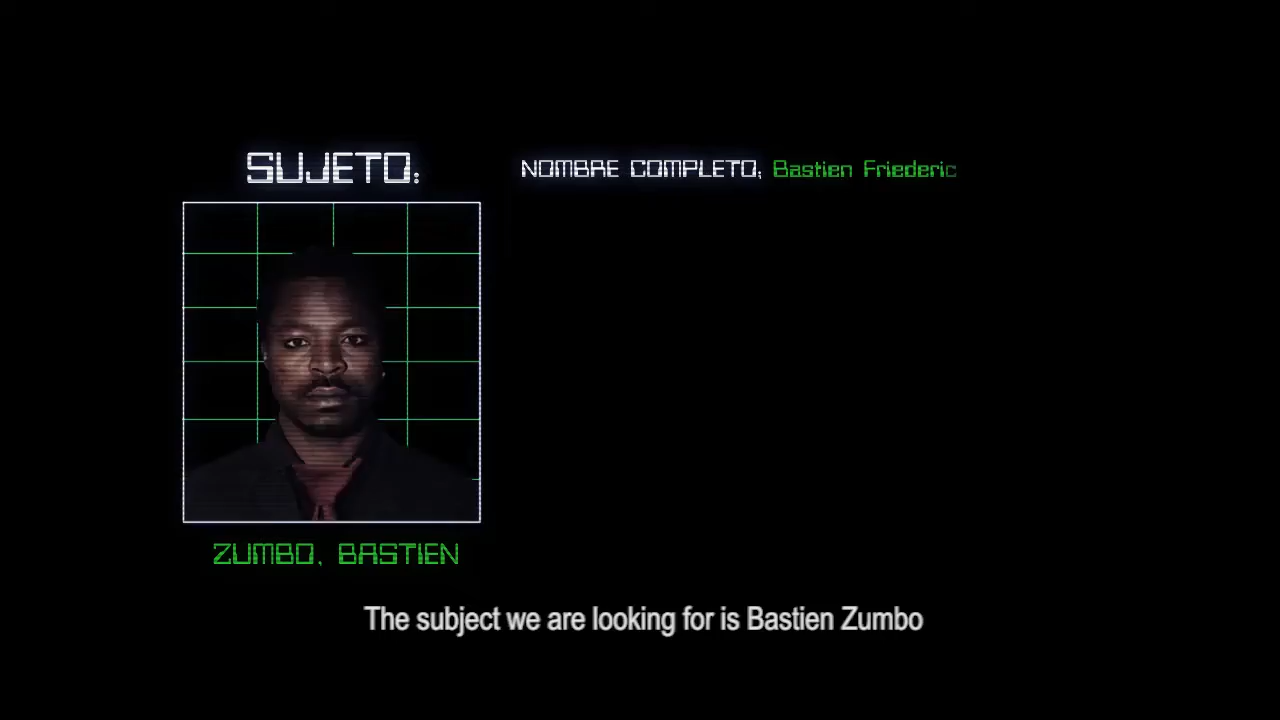 SUJETO:
NOMBRE COMPLETO; Bastien Friederic
ZUMBO, BASTIEN
The subject we are looking for is Bastien Zumbo